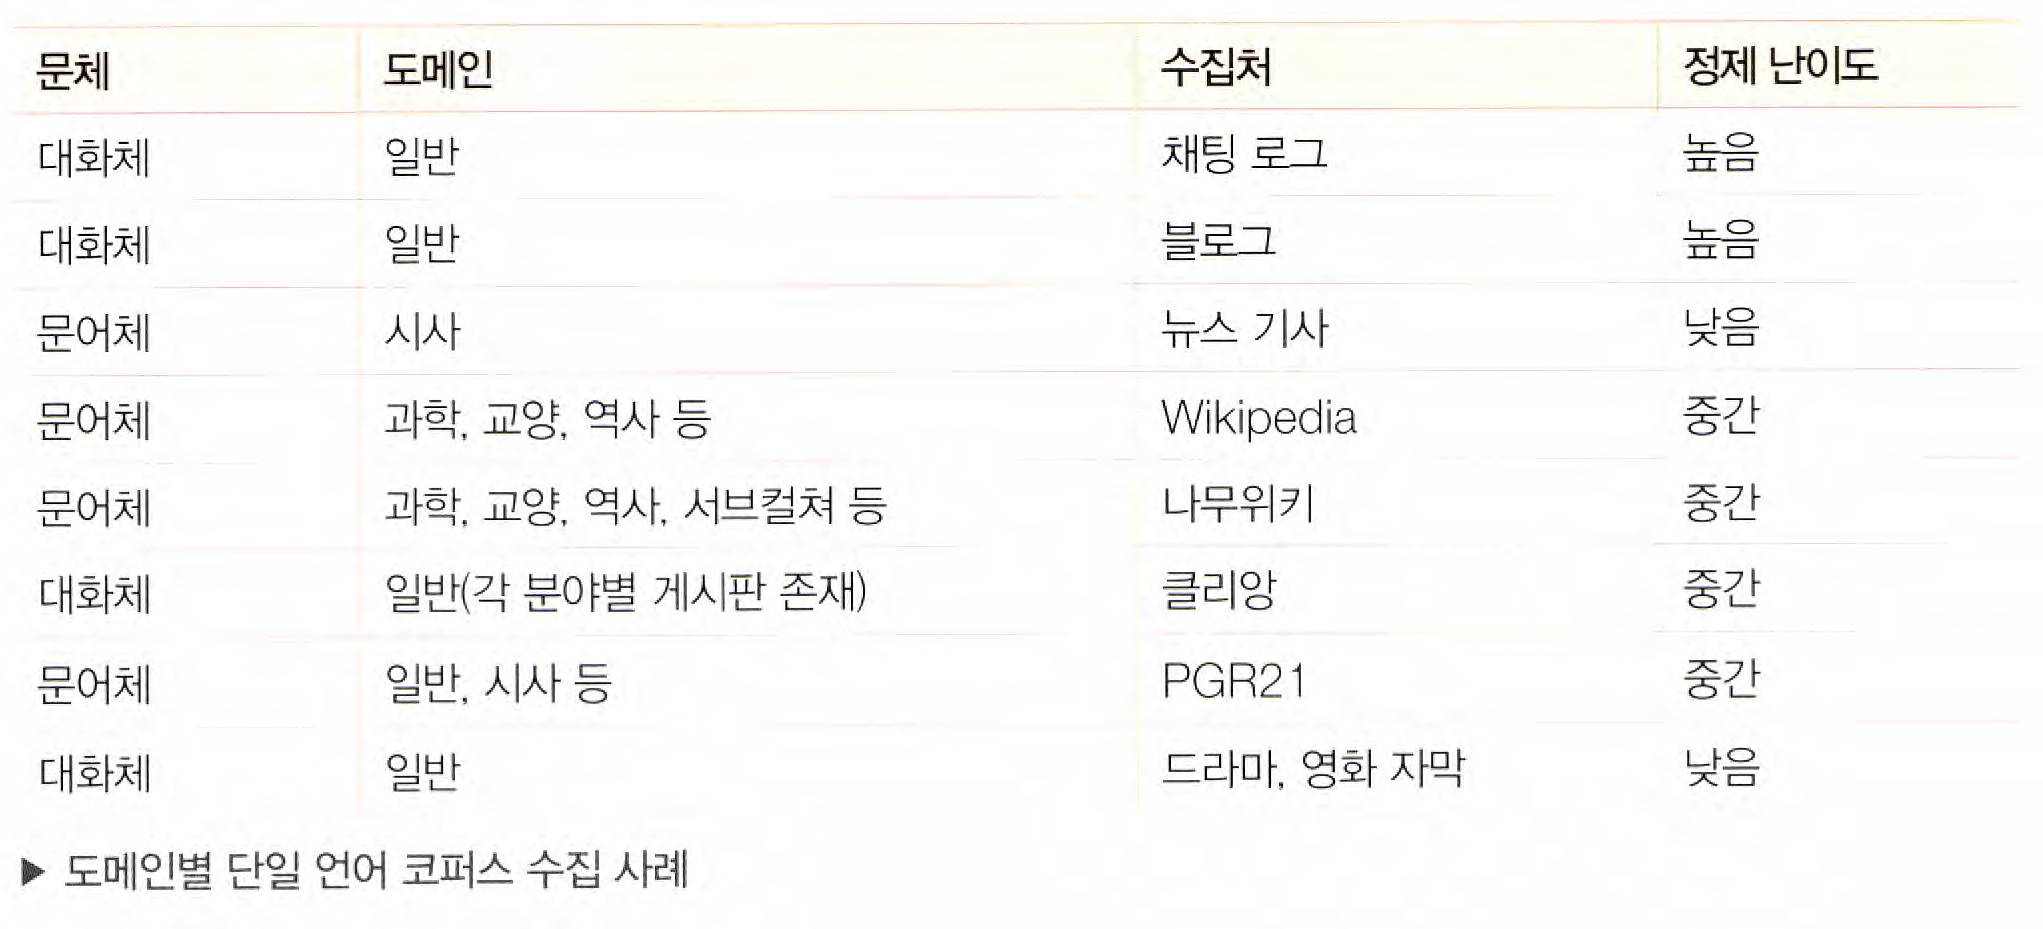 문체 도메인 수집처 정제 난이도
대화체 일반 채팅 로그 높음
대화체 일반 블로그 높음
문어체 시사 뉴스 기사 낮음
문어체 과학, 교양, 역사 등 Wikipedia 중간
문어체 과학, 교양, 역사, 서브컬쳐 등 나무위키 중간
대화체 일반(각 분야별 게시판 존재) 클리앙 중간
문어체 일반, 시사 등 PGR21 중간
대화체 일반 드라마, 영화 자막 낮음
▶ 도메인별 단일 언어 코퍼스 수집 사례